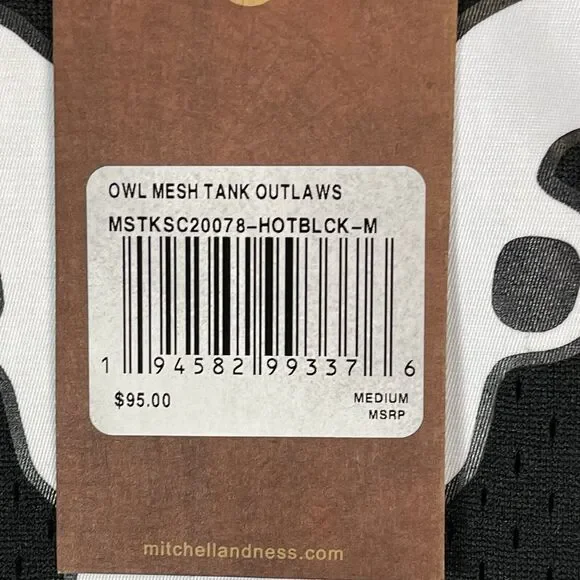 OWL MESH TANK OUTLAWS
MSTKSC20078-HOTBLCK-M
1 94582 99337 6
$95.00
MEDIUM
MSRP
mitchellandness.com